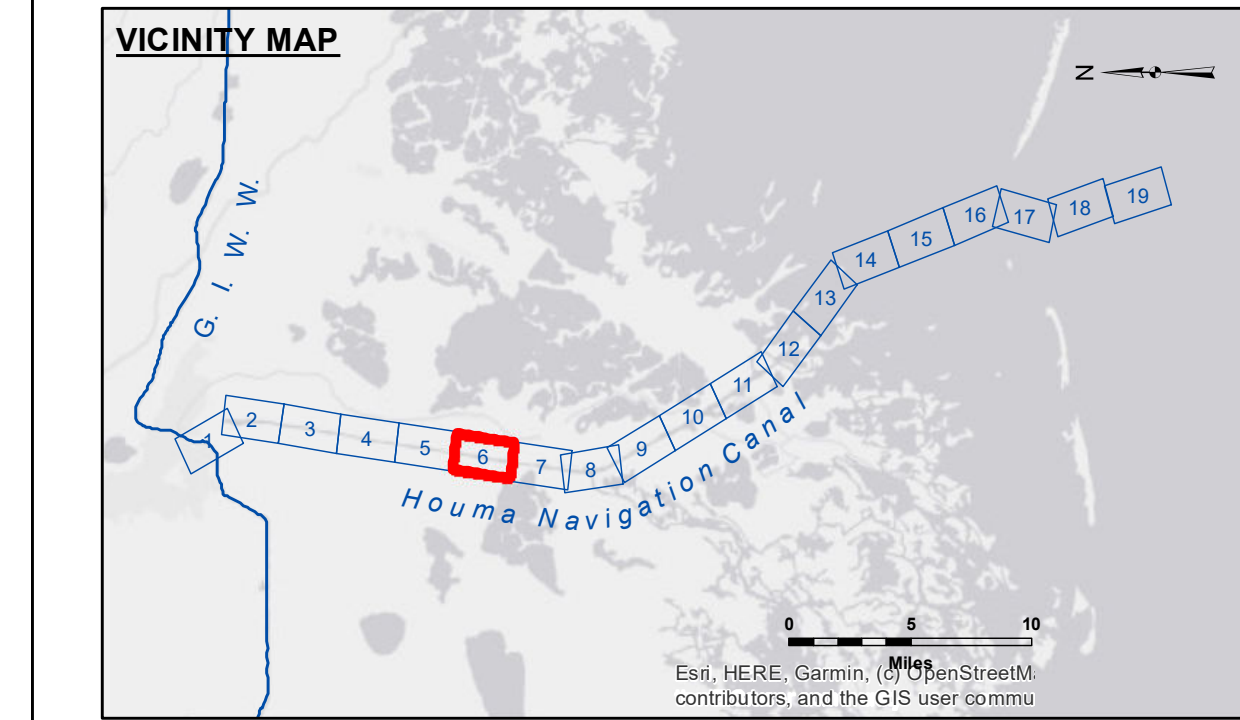 VICINITY MAP
N
G. I. W. W.
1
2
3
4
5
6
7
8
9
10
11
12
13
14
15
16
17
18
19
Houma Navigation Canal
0 5 10
Miles
Esri, HERE, Garmin, (c) OpenStreetM
contributors, and the GIS user commu